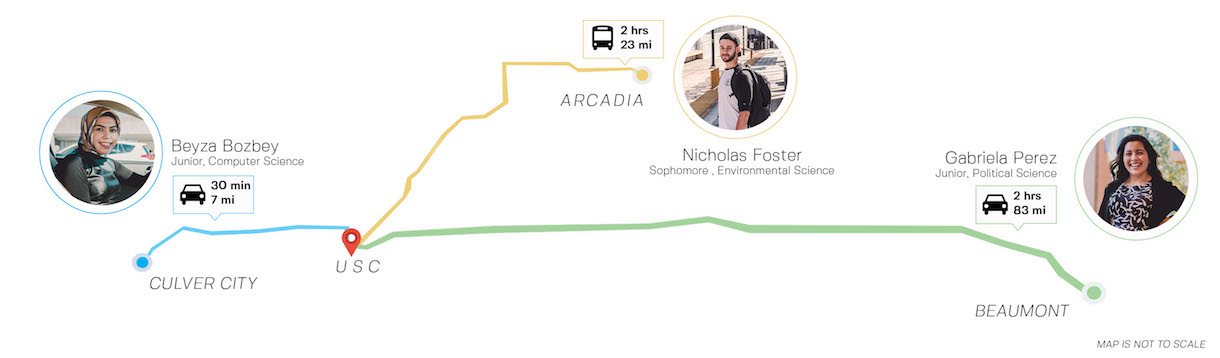 2 hrs
23 mi
ARCADIA
Beyza Bozbey
Junior, Computer Science
30 min
7 mi
Nicholas Foster
Sophomore , Environmental Science
Gabriela Perez
Junior, Political Science
2 hrs
83 mi
USC
CULVER CITY
BEAUMONT
MAP IS NOT TO SCALE